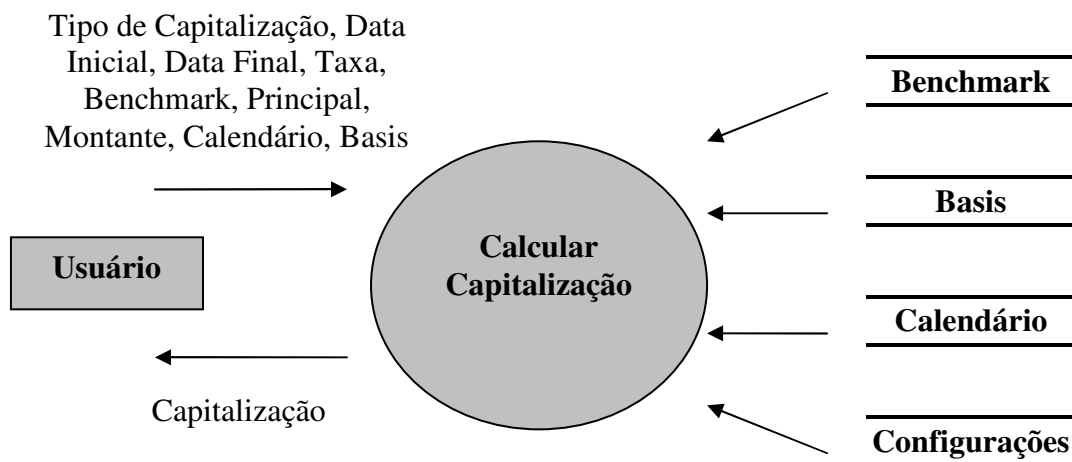 Tipo de Capitalização, Data
Inicial, Data Final, Taxa,
Benchmark, Principal,
Montante, Calendário, Basis
Usuário
Capitalização
Calcular
Capitalização
Benchmark
Basis
Calendário
Configurações